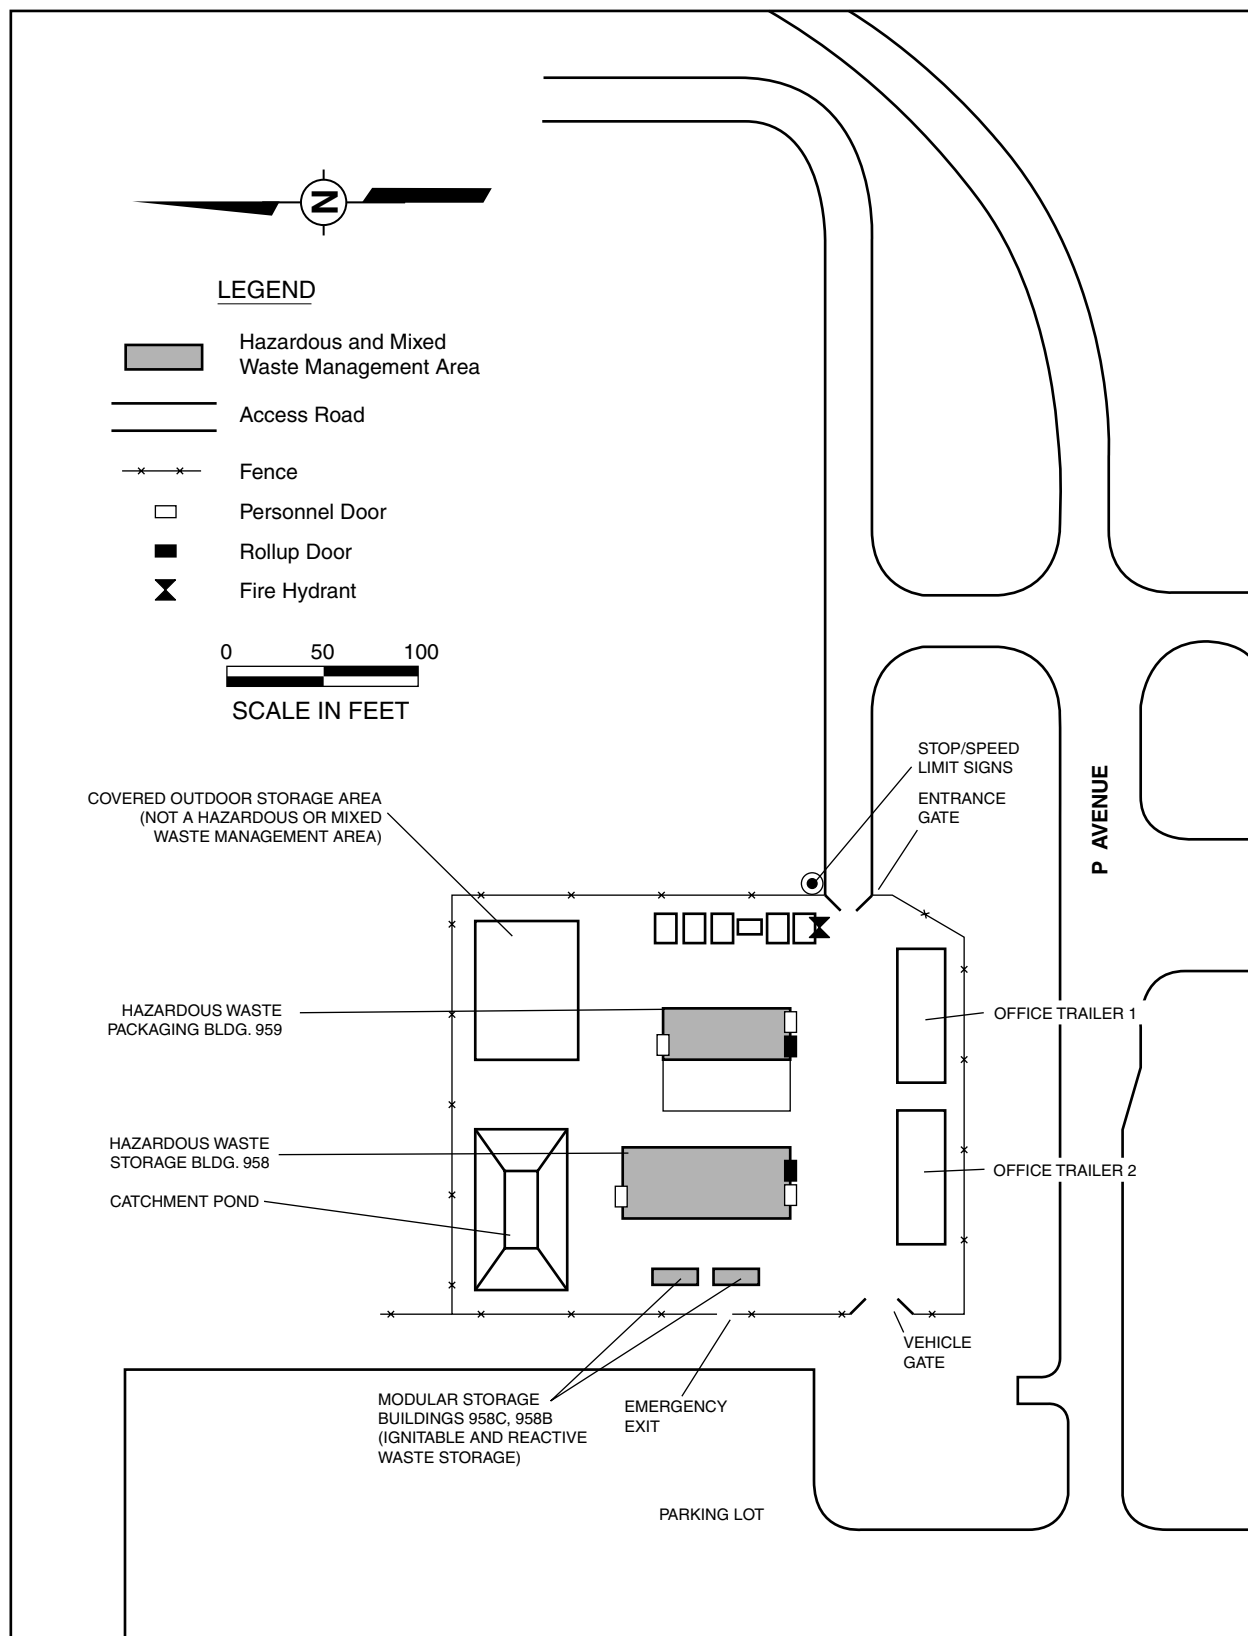 N
LEGEND
Hazardous and Mixed
Waste Management Area
Access Road
Fence
Personnel Door
Rollup Door
Fire Hydrant
0 50 100
SCALE IN FEET
STOP/SPEED
LIMIT SIGNS
ENTRANCE
GATE
P AVENUE
COVERED OUTDOOR STORAGE AREA
(NOT A HAZARDOUS OR MIXED
WASTE MANAGEMENT AREA)
HAZARDOUS WASTE
PACKAGING BLDG. 959
OFFICE TRAILER 1
HAZARDOUS WASTE
STORAGE BLDG. 958
OFFICE TRAILER 2
CATCHMENT POND
VEHICLE
GATE
MODULAR STORAGE
BUILDINGS 958C, 958B
(IGNITABLE AND REACTIVE
WASTE STORAGE)
EMERGENCY
EXIT
PARKING LOT